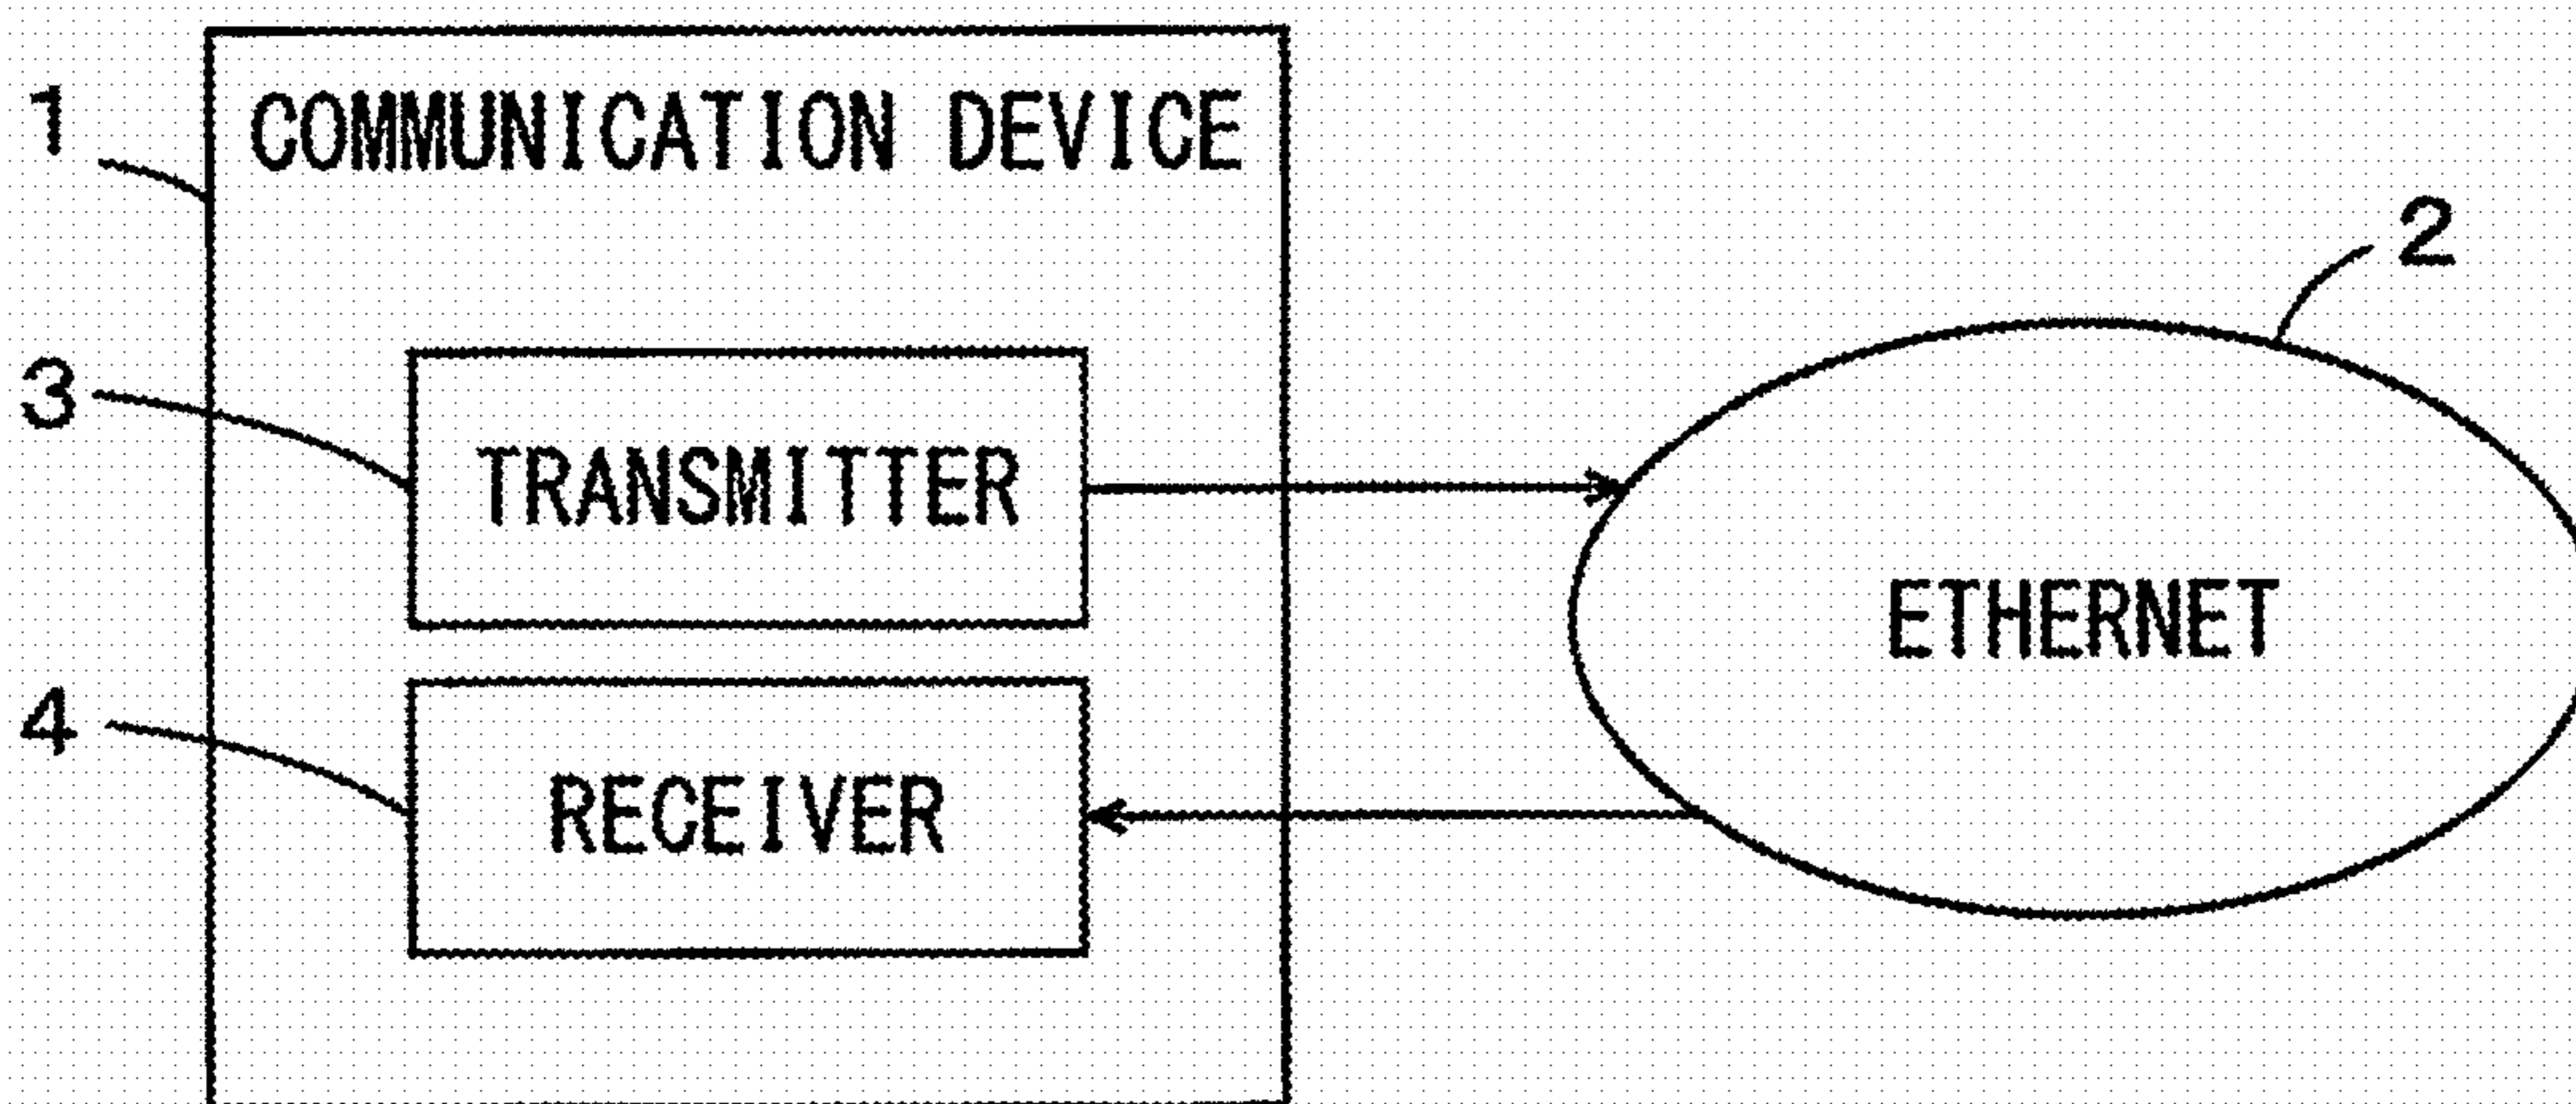 1
COMMUNICATION DEVICE
2
3
TRANSMITTER
ETHERNET
4
RECEIVER